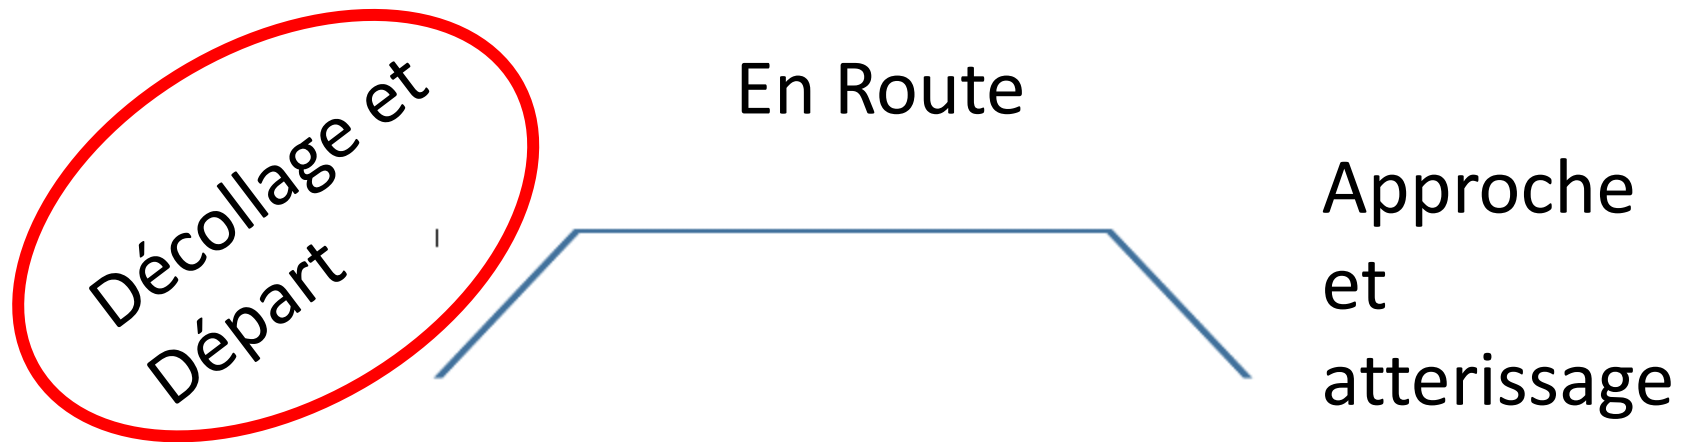 Décollage et
Départ
En Route
Approche
et
atterissage